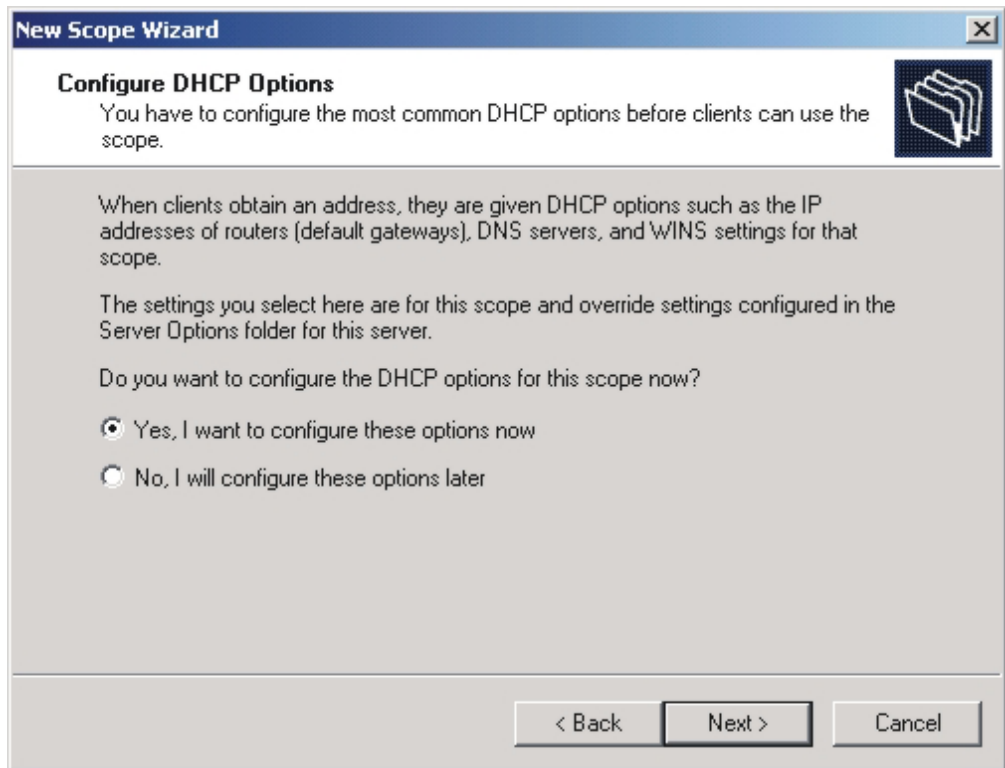 New Scope Wizard
Configure DHCP Options
You have to configure the most common DHCP options before clients can use the
scope.
When clients obtain an address, they are given DHCP options such as the IP
addresses of routers (default gateways), DNS servers, and WINS settings for that
scope.
The settings you select here are for this scope and override settings configured in the
Server Options folder for this server.
Do you want to configure the DHCP options for this scope now?
Yes, I want to configure these options now
No, I will configure these options later
< Back
Next >
Cancel